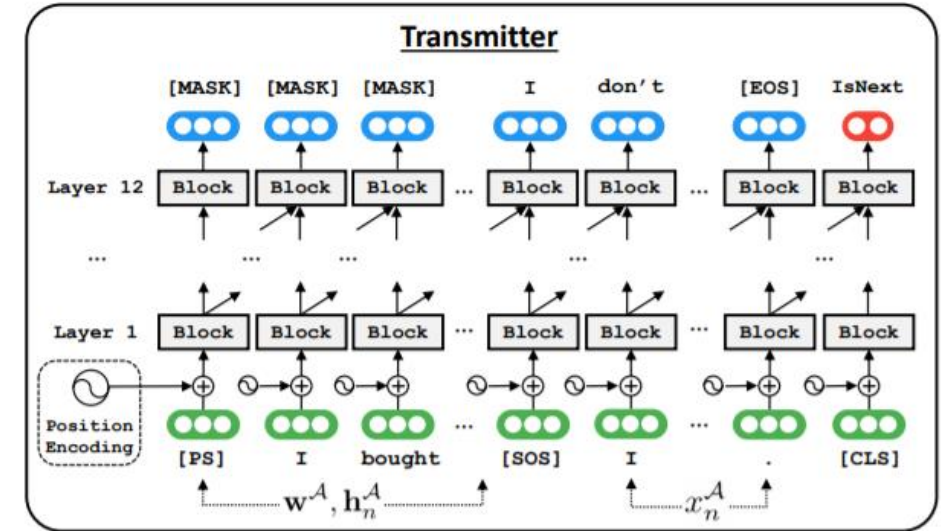 Transmitter
[MASK] [MASK] [MASK] I don't [EOS] IsNext
Layer 12 Block Block Block ... Block Block ... Block Block
... ... ... ... ...
Layer 1 Block Block Block ... Block Block ... Block Block
Position
Encoding
... ...
[PS] I bought [SOS] I . [CLS]
w^A, h_n^A x_n^A